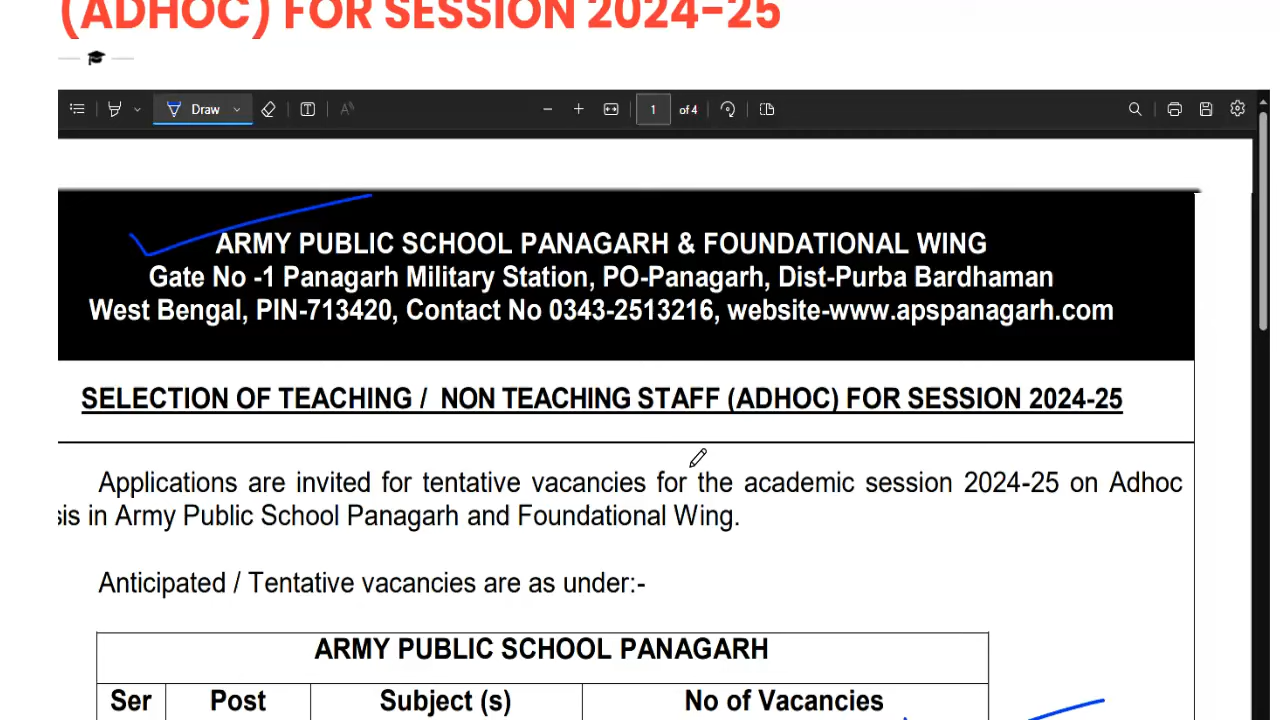 (ADHOC) FOR SESSION 2024-25
Draw
1 of 4
ARMY PUBLIC SCHOOL PANAGARH & FOUNDATIONAL WING
Gate No -1 Panagarh Military Station, PO-Panagarh, Dist-Purba Bardhaman
West Bengal, PIN-713420, Contact No 0343-2513216, website-www.apspanagarh.com
SELECTION OF TEACHING / NON TEACHING STAFF (ADHOC) FOR SESSION 2024-25
Applications are invited for tentative vacancies for the academic session 2024-25 on Adhoc
sis in Army Public School Panagarh and Foundational Wing.
Anticipated / Tentative vacancies are as under:-
ARMY PUBLIC SCHOOL PANAGARH
Ser Post Subject (s) No of Vacancies